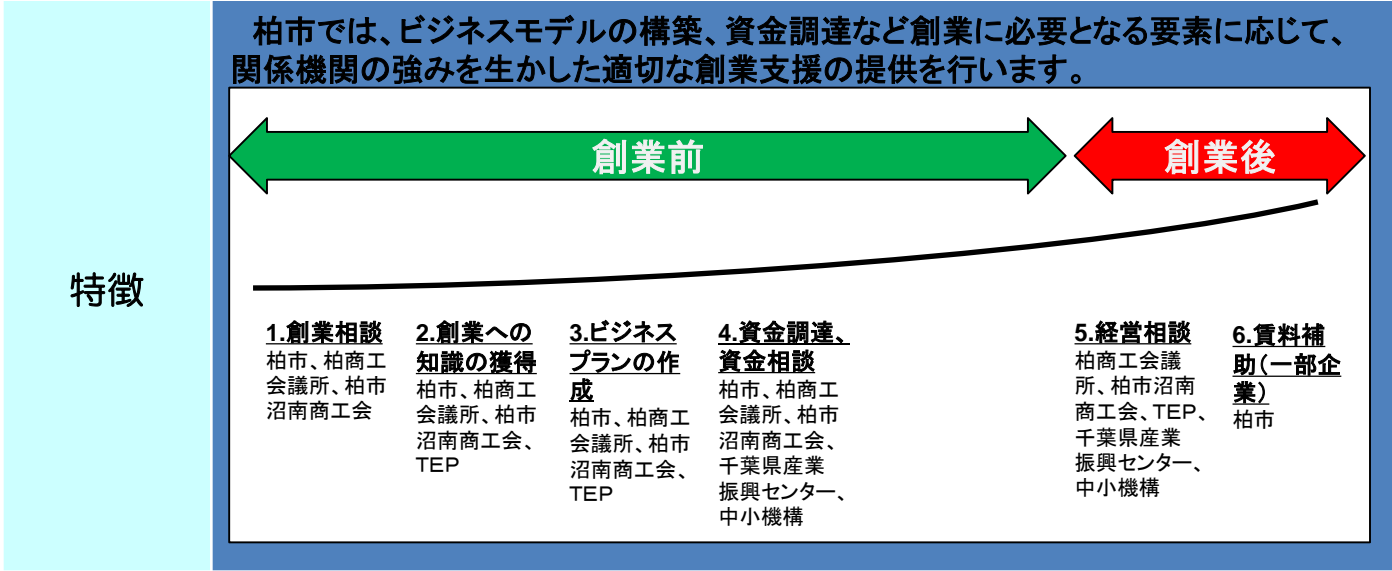 柏市では、ビジネスモデルの構築、資金調達など創業に必要となる要素に応じて、
関係機関の強みを生かした適切な創業支援の提供を行います。
創業前
創業後
特徴
1.創業相談
柏市、柏商工
会議所、柏市
沼南商工会
2.創業への
知識の獲得
柏市、柏商工
会議所、柏市
沼南商工会、
TEP
3.ビジネス
プランの作
成
柏市、柏商工
会議所、柏市
沼南商工会、
TEP
4.資金調達、
資金相談
柏市、柏商工
会議所、柏市
沼南商工会、
千葉県産業
振興センター、
中小機構
5.経営相談
柏商工会議
所、柏市沼南
商工会、TEP、
千葉県産業
振興センター、
中小機構
6.賃料補
助（一部企
業）
柏市